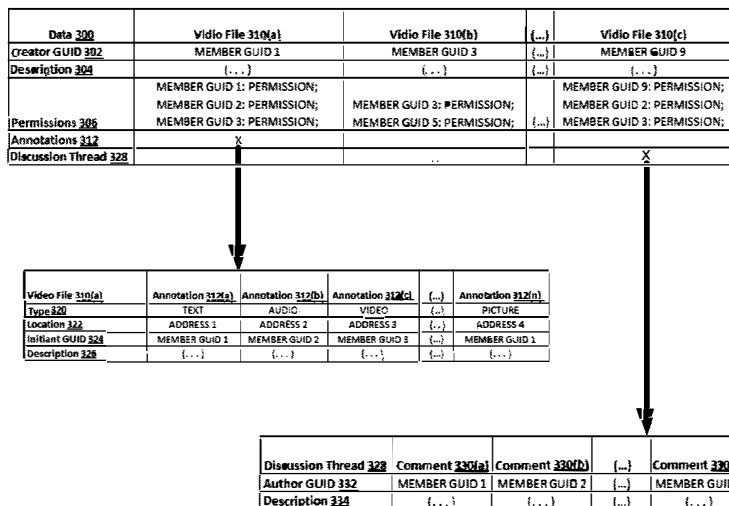 Data 300 Vidio File 310(a) Vidio File 310(b) {...} Vidio File 310(c)
Creator GUID 302 MEMBER GUID 1 MEMBER GUID 3 {...} MEMBER GUID 9
Description 304 {...} {...} {...} {...}
MEMBER GUID 1: PERMISSION; MEMBER GUID 9: PERMISSION;
MEMBER GUID 2: PERMISSION; MEMBER GUID 3: PERMISSION; MEMBER GUID 2: PERMISSION;
Permissions 306 MEMBER GUID 3: PERMISSION; MEMBER GUID 5: PERMISSION; {...} MEMBER GUID 3: PERMISSION;
Annotations 312 X
Discussion Thread 328 .. X
Video File 310(a) Annotation 312(a) Annotation 312(b) Annotation 312(c) {...} Annotation 312(n)
Type 320 TEXT AUDIO VIDEO {...} PICTURE
Location 322 ADDRESS 1 ADDRESS 2 ADDRESS 3 {...} ADDRESS 4
Initiant GUID 324 MEMBER GUID 1 MEMBER GUID 2 MEMBER GUID 3 {...} MEMBER GUID 1
Description 326 {...} {...} {...} {...} {...}
Discussion Thread 328 Comment 330(a) Comment 330(b) {...} Comment 330
Author GUID 332 MEMBER GUID 1 MEMBER GUID 2 {...} MEMBER GUID
Description 334 {...} {...} {...} {...}